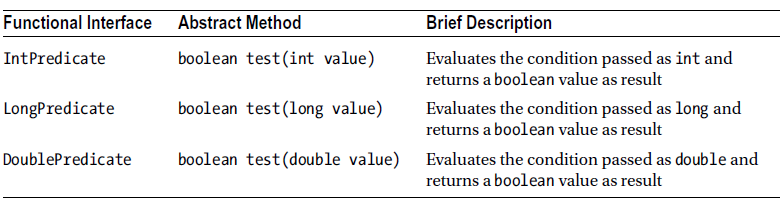 Functional Interface Abstract Method Brief Description
IntPredicate boolean test(int value) Evaluates the condition passed as int and
returns a boolean value as result
LongPredicate boolean test(long value) Evaluates the condition passed as long and
returns a boolean value as result
DoublePredicate boolean test(double value) Evaluates the condition passed as double and
returns a boolean value as result